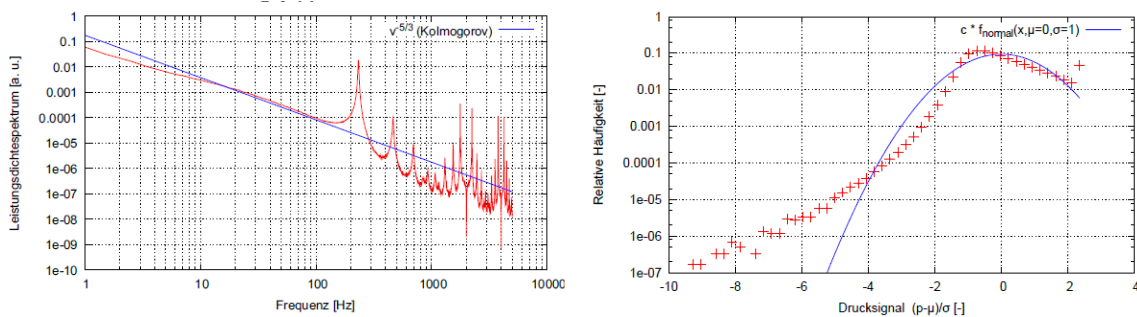 ν^-5/3 (Kolmogorov)
1
0.1
0.01
0.001
0.0001
1e-05
1e-06
1e-07
1e-08
1e-09
1e-10
Leistungsdichtespektrum [a. u.]
1 10 100 1000 10000
Frequenz [Hz]
c * f_normal(x,μ=0,σ=1)
1
0.1
0.01
0.001
0.0001
1e-05
1e-06
1e-07
Relative Häufigkeit [-]
-10 -8 -6 -4 -2 0 2 4
Drucksignal (p-μ)/σ [-]